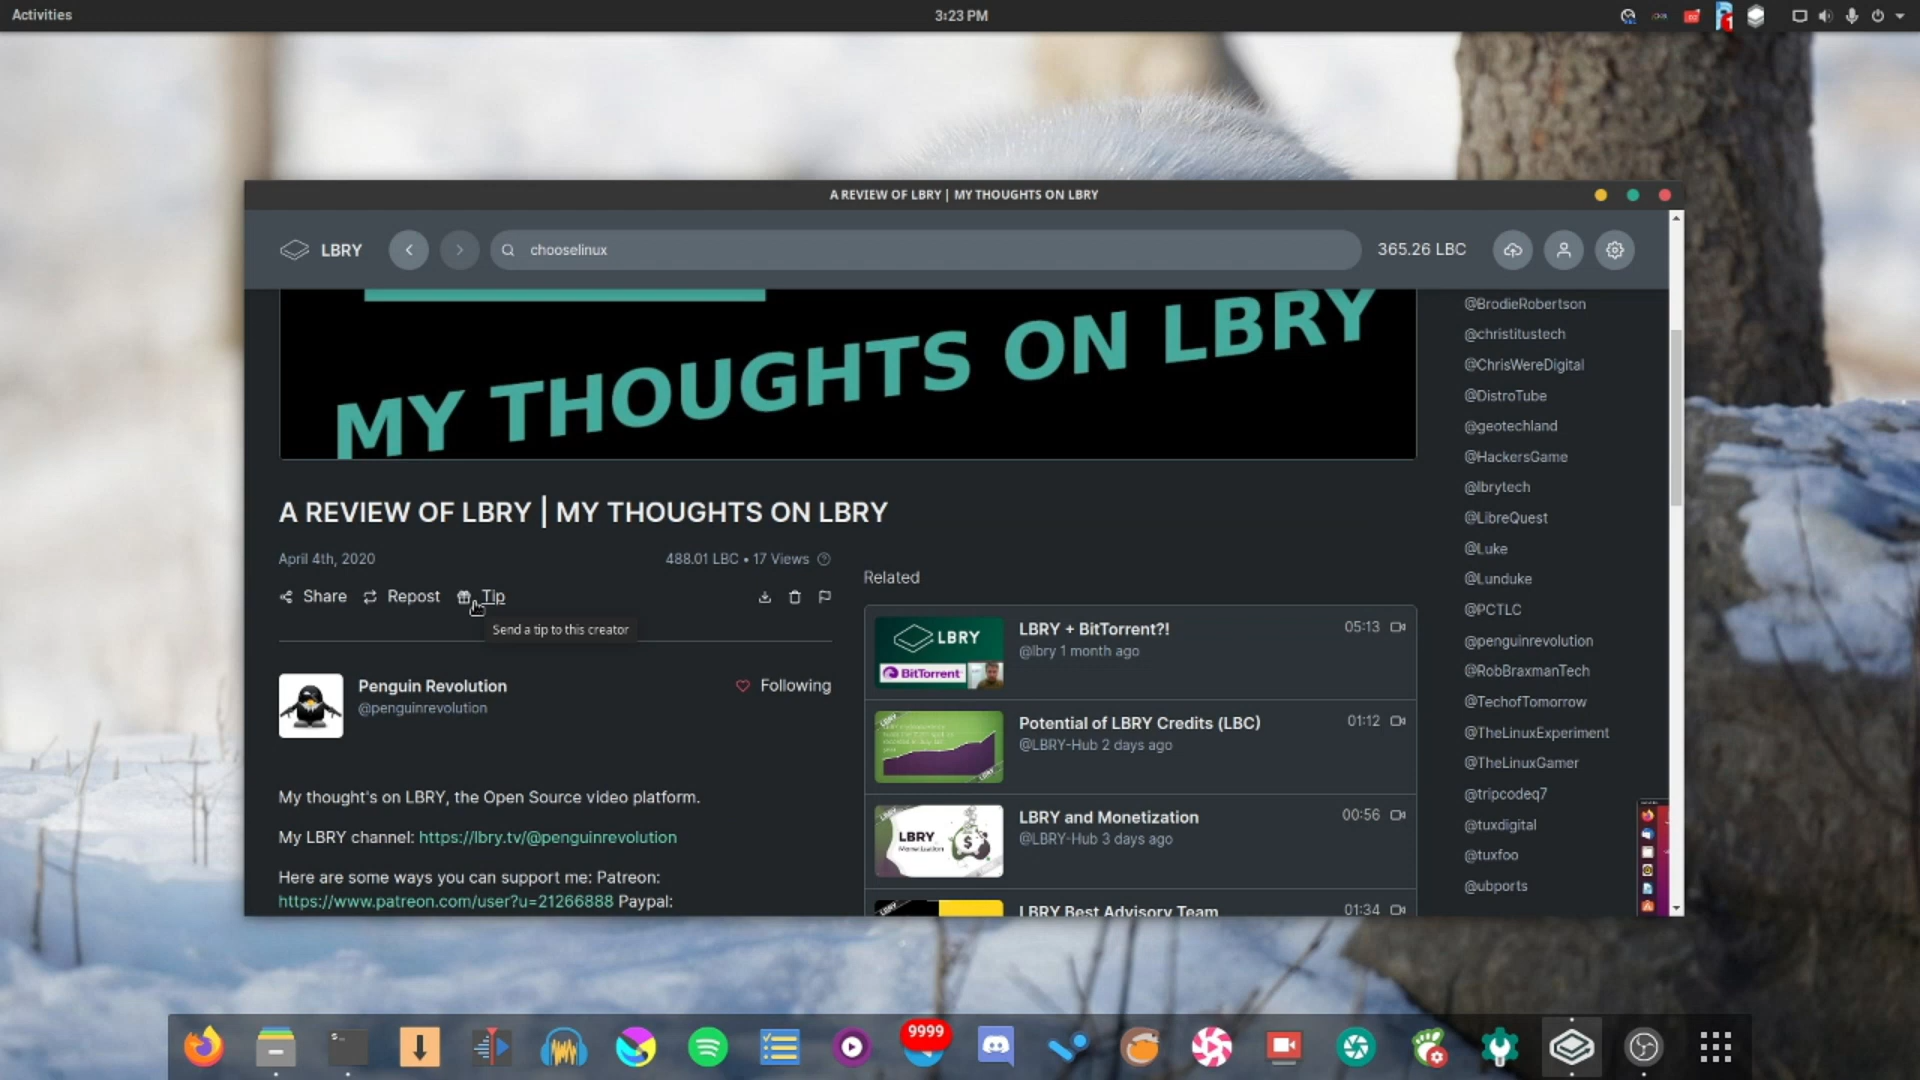 Activities
3:23 PM
1
A REVIEW OF LBRY | MY THOUGHTS ON LBRY
LBRY
chooselinux
365.26 LBC
MY THOUGHTS ON LBRY
A REVIEW OF LBRY | MY THOUGHTS ON LBRY
April 4th, 2020
488.01 LBC • 17 Views
Share
Repost
Tip
Send a tip to this creator
Penguin Revolution
@penguinrevolution
Following
My thought's on LBRY, the Open Source video platform.
My LBRY channel: https://lbry.tv/@penguinrevolution
Here are some ways you can support me: Patreon:
https://www.patreon.com/user?u=21266888 Paypal:
Related
LBRY
BitTorrent
LBRY + BitTorrent?!
@lbry 1 month ago
05:13
LBRY
LBRY
Potential of LBRY Credits (LBC)
@LBRY-Hub 2 days ago
01:12
LBRY
LBRY
Monetization
LBRY and Monetization
@LBRY-Hub 3 days ago
00:56
LBRY
LBRY Best Advisory Team
01:34
@BrodieRobertson
@christitustech
@ChrisWereDigital
@DistroTube
@geotechland
@HackersGame
@lbrytech
@LibreQuest
@Luke
@Lunduke
@PCTLC
@penguinrevolution
@RobBraxmanTech
@TechofTomorrow
@TheLinuxExperiment
@TheLinuxGamer
@tripcodeq7
@tuxdigital
@tuxfoo
@ubports
9999